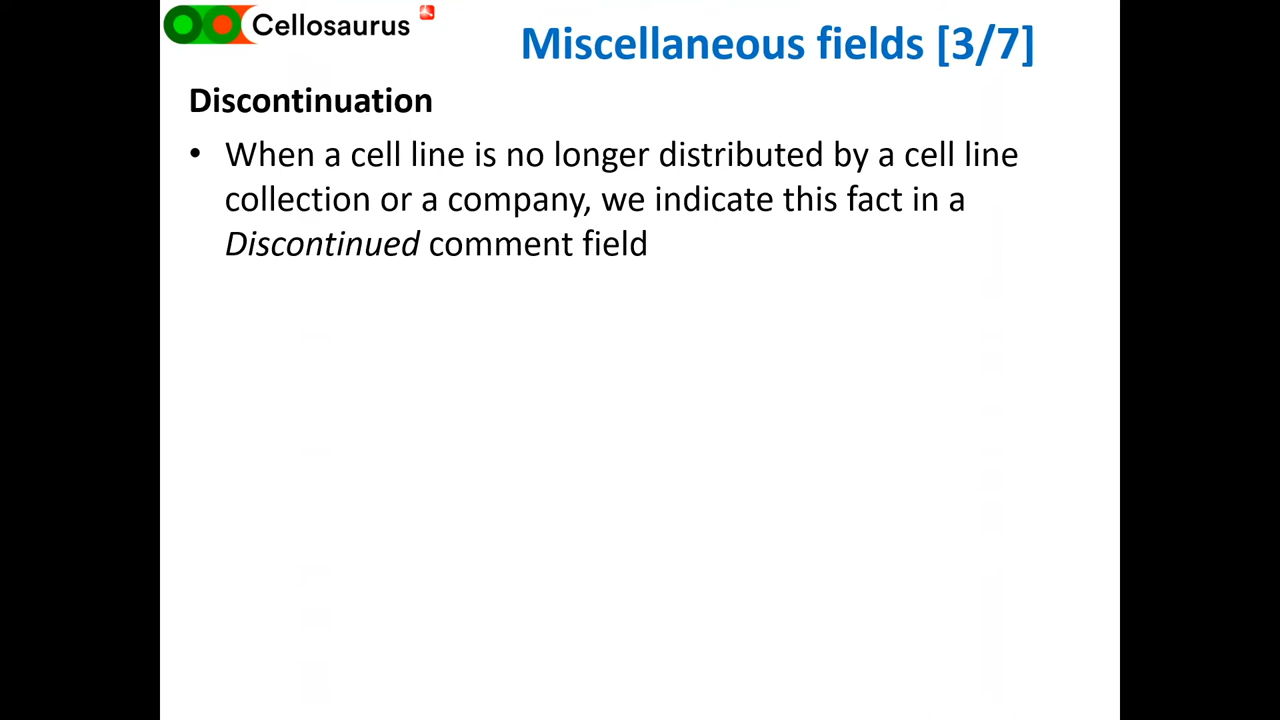 Cellosaurus
Miscellaneous fields [3/7]
Discontinuation
• When a cell line is no longer distributed by a cell line
collection or a company, we indicate this fact in a
Discontinued comment field